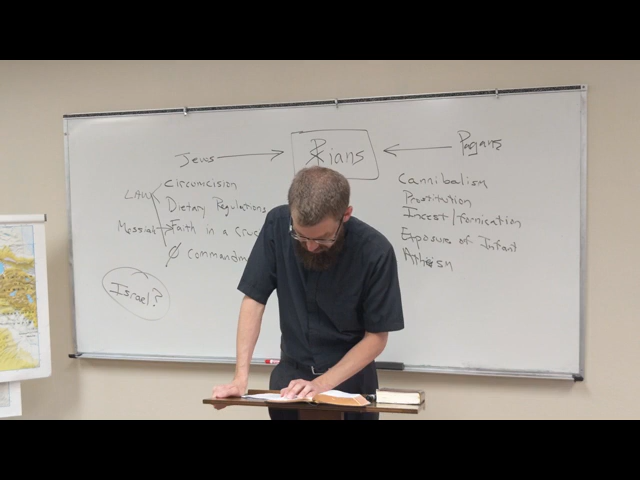 Jews → ☧ians ← Pagans
Law
Circumcision
Dietary Regulations
Messiah → Faith in a Cruc
∅ Commandm
Israel?
Cannibalism
Prostitution
Incest/Fornication
Exposure of Infant
Atheism